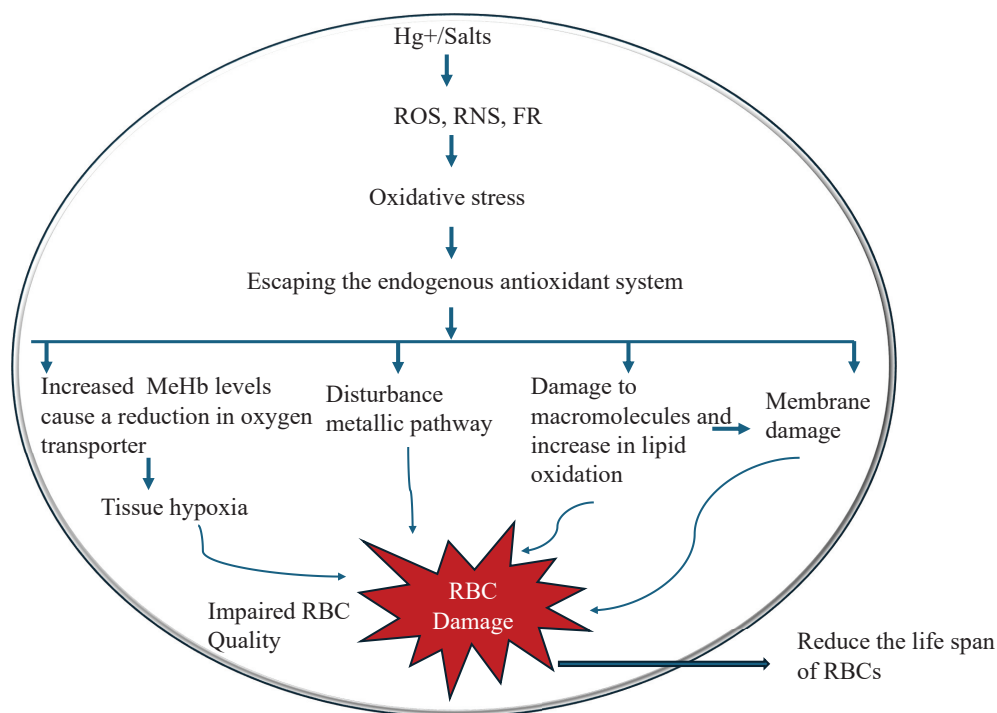 Hg+/Salts
ROS, RNS, FR
Oxidative stress
Escaping the endogenous antioxidant system
Increased MeHb levels
cause a reduction in oxygen
transporter
Tissue hypoxia
Disturbance
metallic pathway
Damage to
macromolecules and
increase in lipid
oxidation
Membrane
damage
Impaired RBC
Quality
RBC
Damage
Reduce the life span
of RBCs